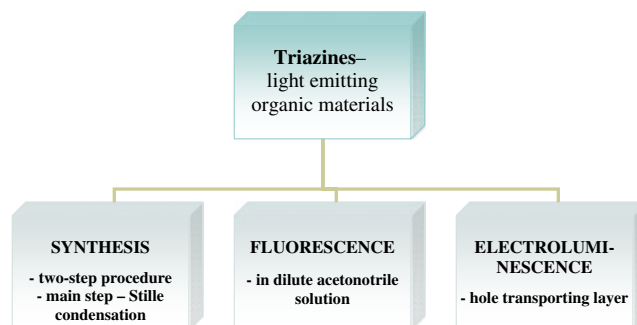 Triazines–
light emitting
organic materials
SYNTHESIS
- two-step procedure
- main step – Stille
condensation
FLUORESCENCE
- in dilute acetonotrile
solution
ELECTROLUMI-
NESCENCE
- hole transporting layer